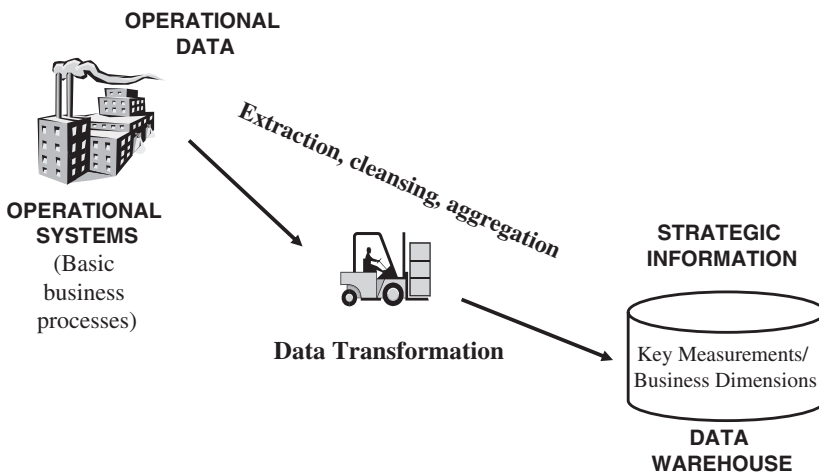 OPERATIONAL
DATA
Extraction, cleansing, aggregation
OPERATIONAL
SYSTEMS
(Basic
business
processes)
Data Transformation
STRATEGIC
INFORMATION
Key Measurements/
Business Dimensions
DATA
WAREHOUSE